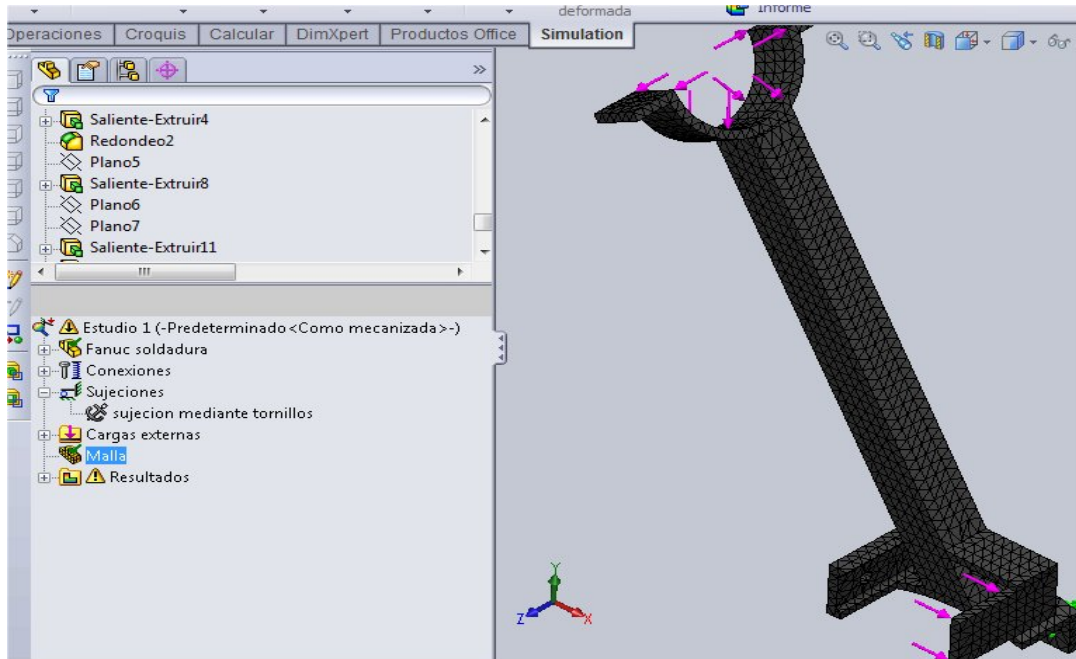 deformada
Informe
Operaciones Croquis Calcular DimXpert Productos Office Simulation
Saliente-Extruir4
Redondeo2
Plano5
Saliente-Extruir8
Plano6
Plano7
Saliente-Extruir11
Estudio 1 (-Predeterminado<Como mecanizada>-)
Fanuc soldadura
Conexiones
Sujeciones
sujecion mediante tornillos
Cargas externas
Malla
Resultados
Y
Z
X